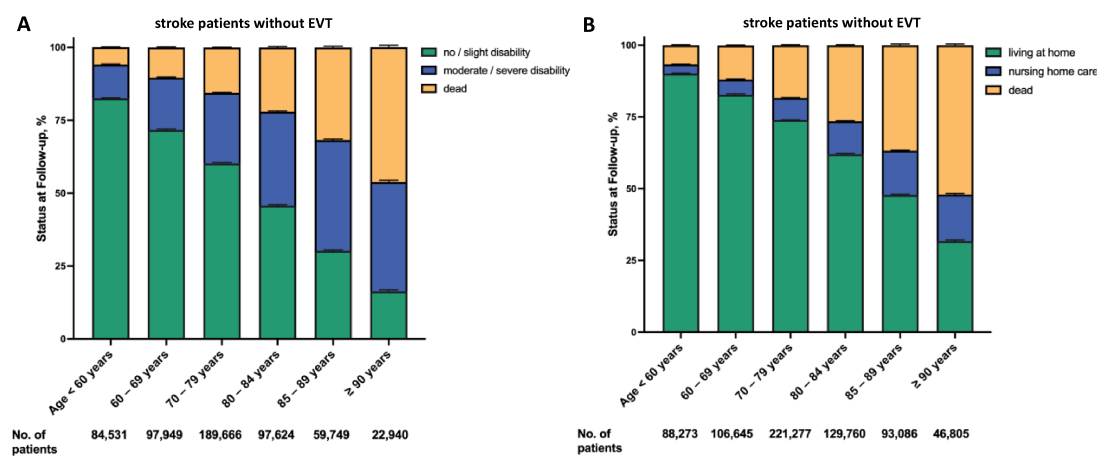 A
stroke patients without EVT
no / slight disability
moderate / severe disability
dead
Status at Follow-up, %
100
75
50
25
0
Age < 60 years
60 – 69 years
70 – 79 years
80 – 84 years
85 – 89 years
≥ 90 years
No. of
patients
84,531 97,949 189,666 97,624 59,749 22,940
B
stroke patients without EVT
living at home
nursing home care
dead
Status at Follow-up, %
100
75
50
25
0
Age < 60 years
60 – 69 years
70 – 79 years
80 – 84 years
85 – 89 years
≥ 90 years
No. of
patients
88,273 106,645 221,277 129,760 93,086 46,805